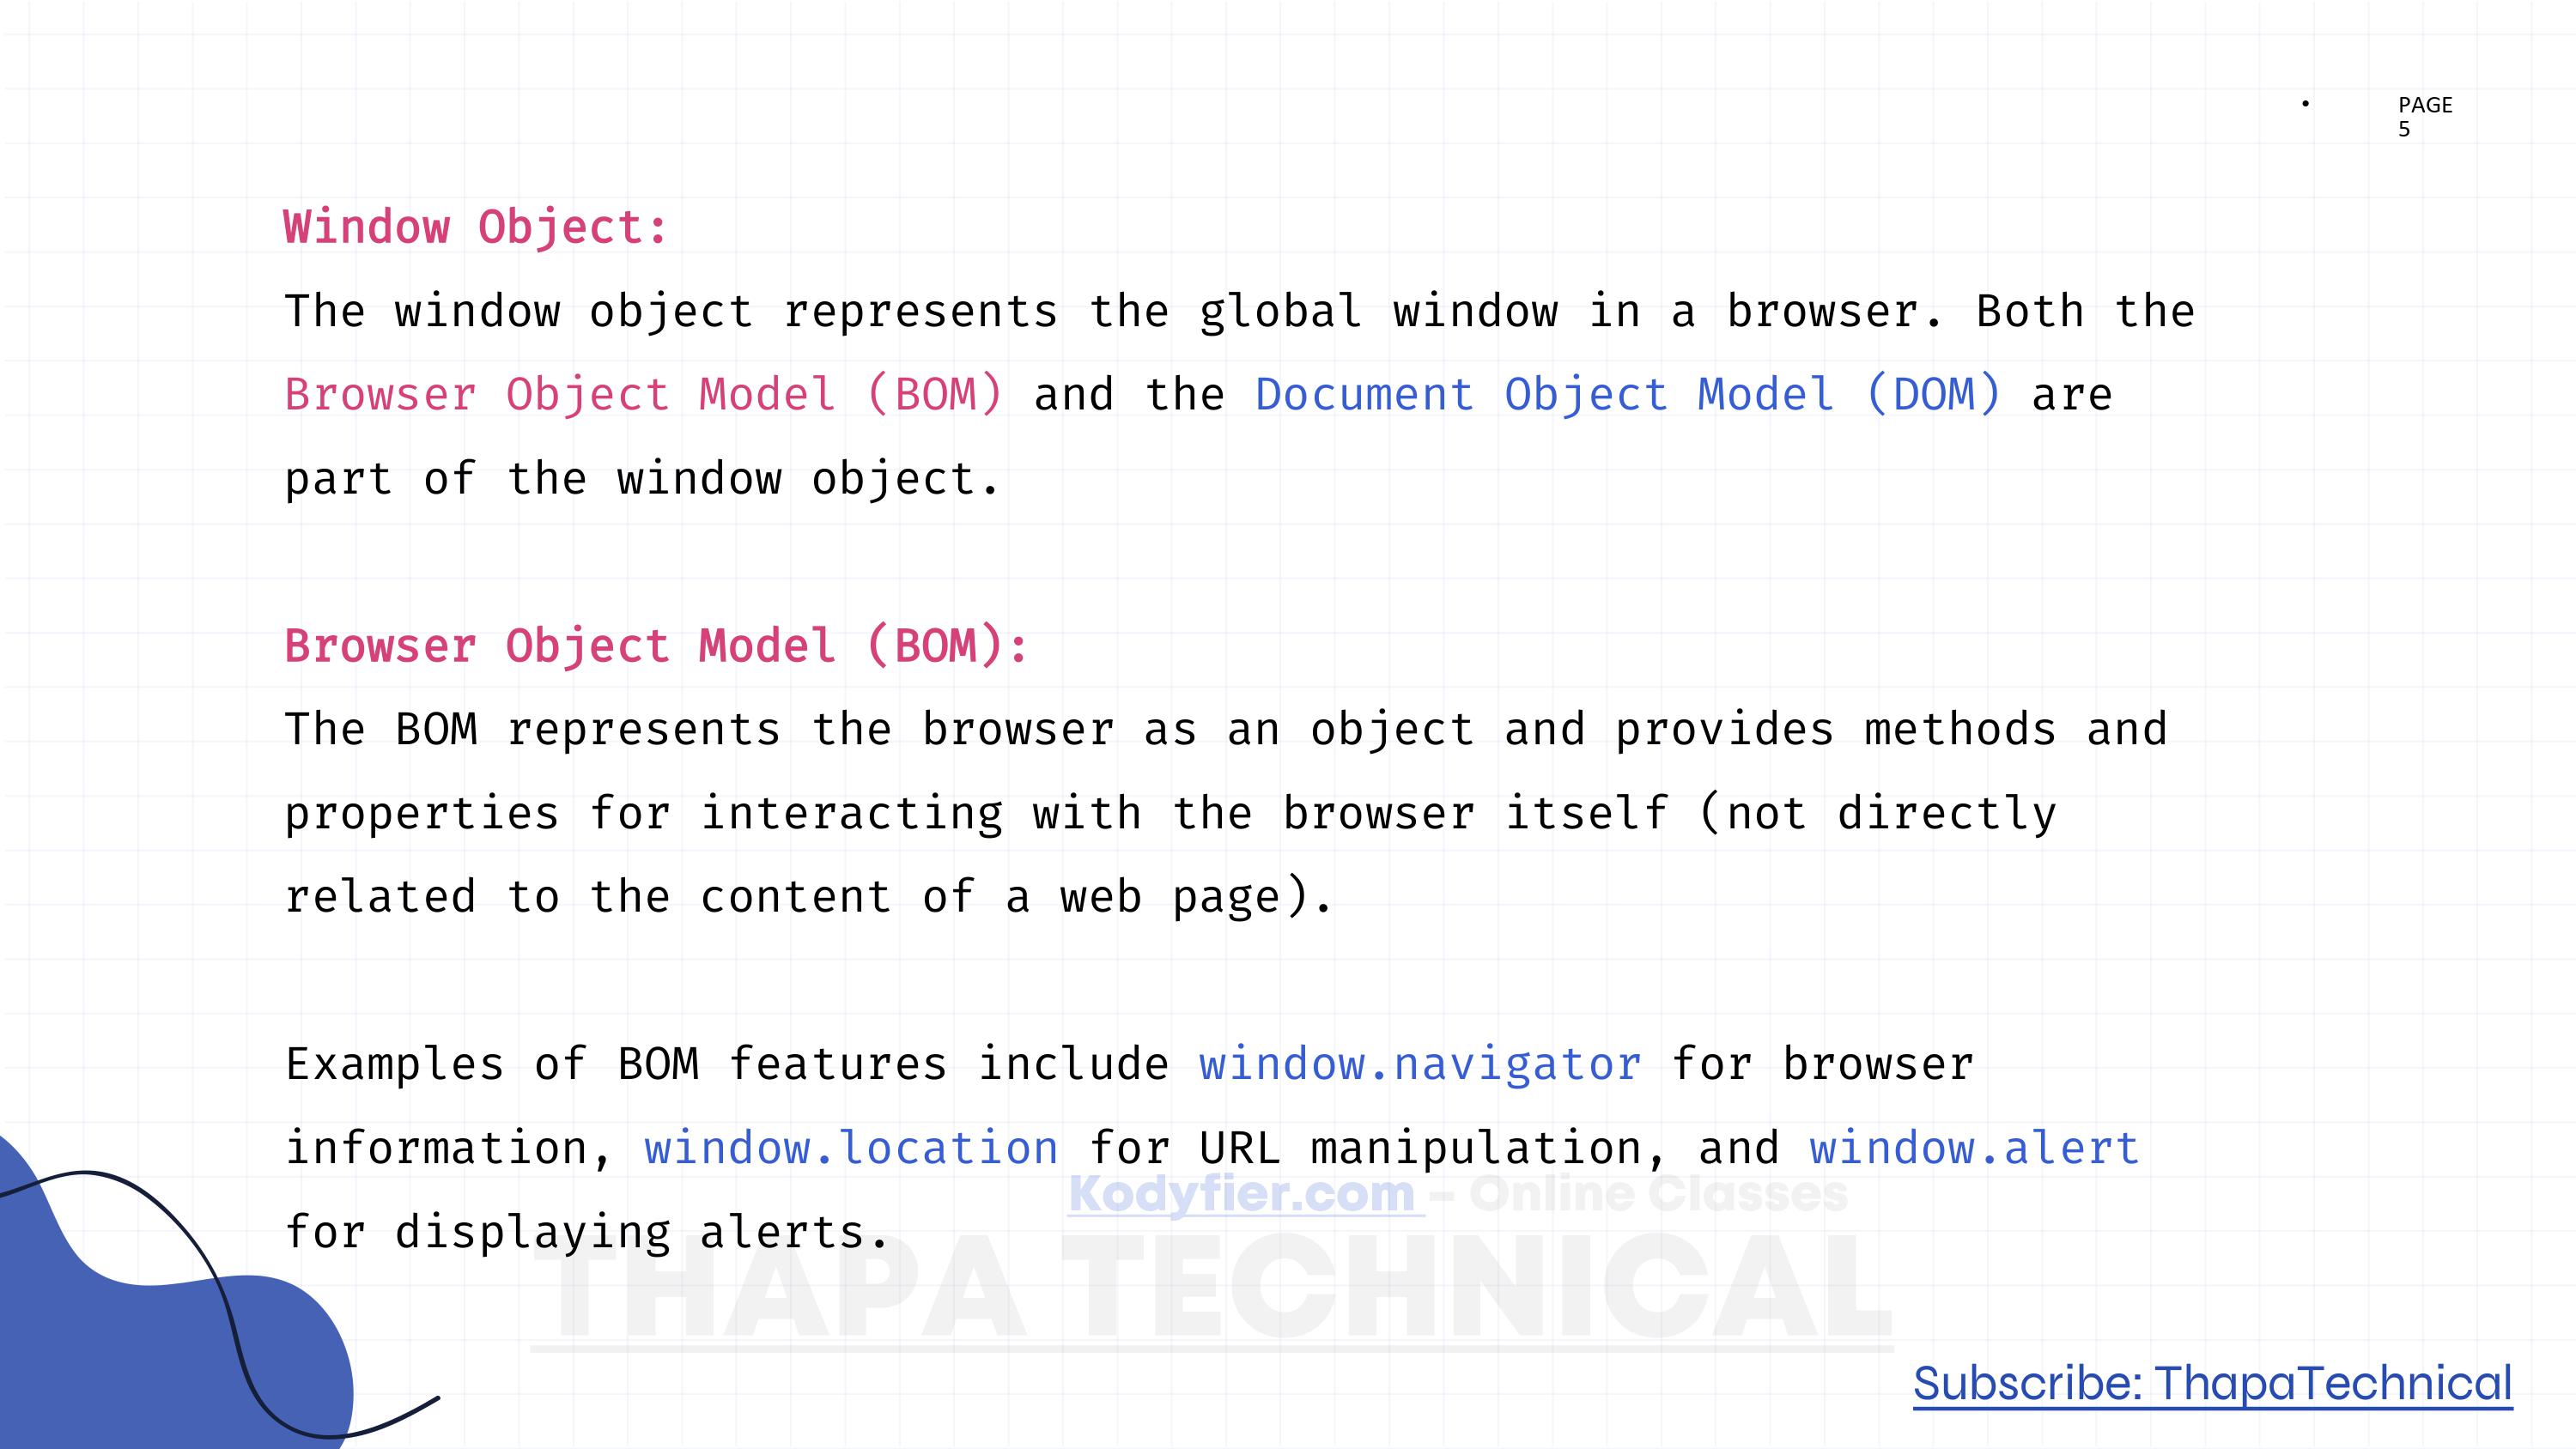 • PAGE
5
Window Object:
The window object represents the global window in a browser. Both the
Browser Object Model (BOM) and the Document Object Model (DOM) are
part of the window object.
Browser Object Model (BOM):
The BOM represents the browser as an object and provides methods and
properties for interacting with the browser itself (not directly
related to the content of a web page).
Examples of BOM features include window.navigator for browser
information, window.location for URL manipulation, and window.alert
for displaying alerts.
Kodyfier.com – Online Classes
THAPA TECHNICAL
Subscribe: ThapaTechnical